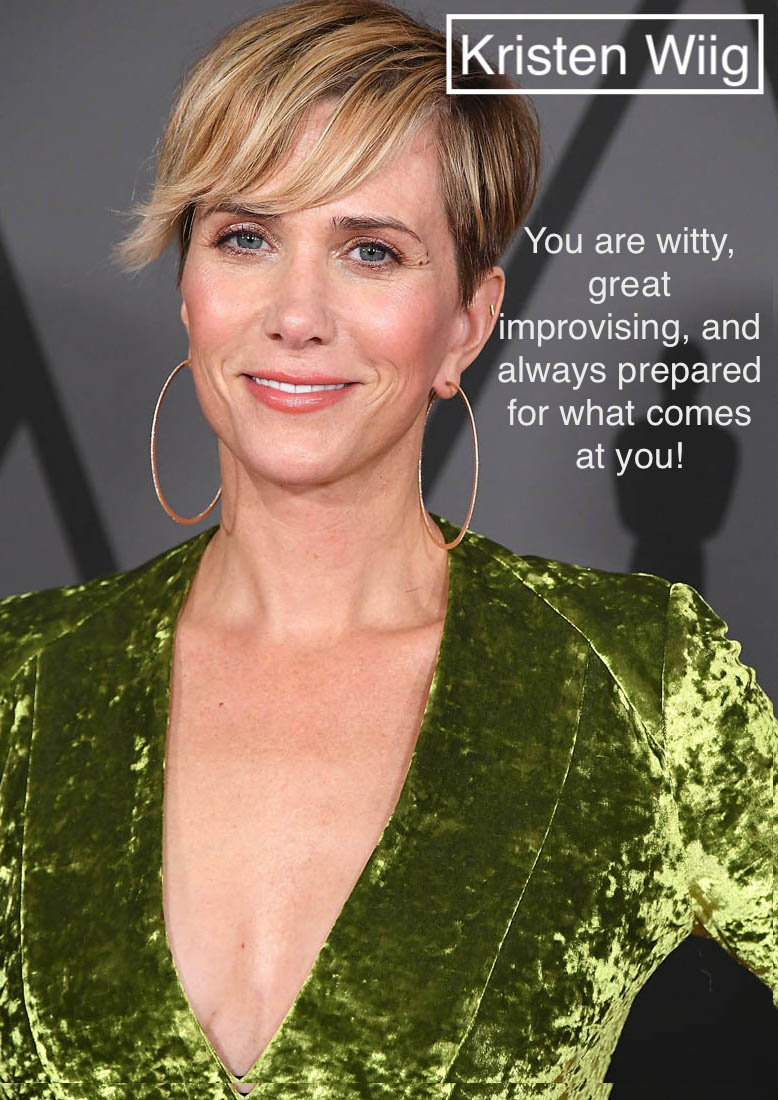 Kristen Wiig
You are witty,
great
improvising, and
always prepared
for what comes
at you!